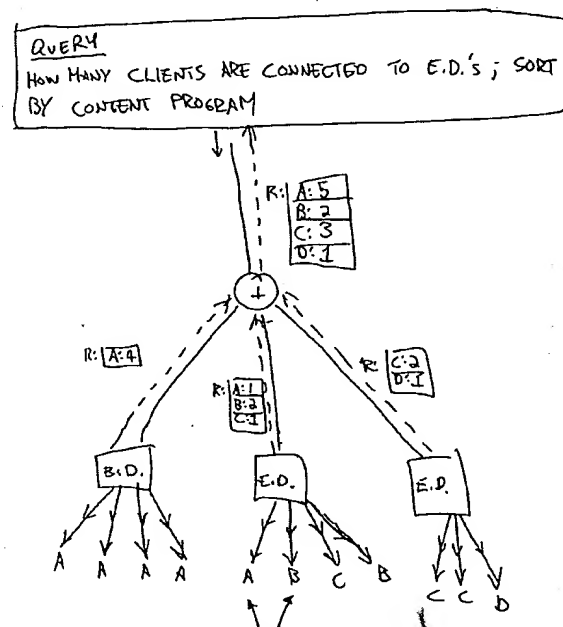 QUERY
HOW MANY CLIENTS ARE CONNECTED TO E.D.'s ; SORT
BY CONTENT PROGRAM
R: A: 5
B: 2
C: 3
D: 1
+
R: A: 4
R: A: 1
B: 2
C: 1
R: C: 2
D: 1
B.D.
E.D.
E.D.
A A A A
A B C B
C C D